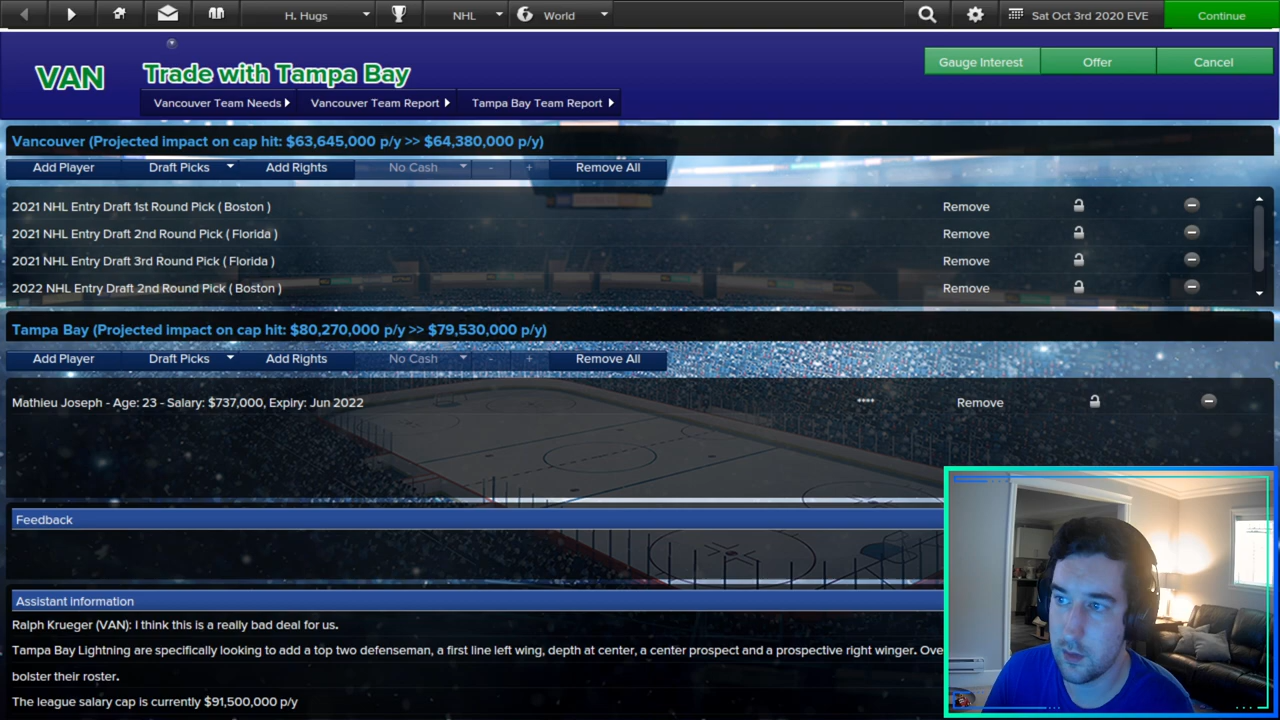 H. Hugs
NHL
World
Sat Oct 3rd 2020 EVE
Continue
VAN
Trade with Tampa Bay
Gauge Interest
Offer
Cancel
Vancouver Team Needs
Vancouver Team Report
Tampa Bay Team Report
Vancouver (Projected impact on cap hit: $63,645,000 p/y >> $64,380,000 p/y)
Add Player
Draft Picks
Add Rights
No Cash
-
+
Remove All
2021 NHL Entry Draft 1st Round Pick ( Boston )
Remove
2021 NHL Entry Draft 2nd Round Pick ( Florida )
Remove
2021 NHL Entry Draft 3rd Round Pick ( Florida )
Remove
2022 NHL Entry Draft 2nd Round Pick ( Boston )
Remove
Tampa Bay (Projected impact on cap hit: $80,270,000 p/y >> $79,530,000 p/y)
Add Player
Draft Picks
Add Rights
No Cash
-
+
Remove All
Mathieu Joseph - Age: 23 - Salary: $737,000, Expiry: Jun 2022
****
Remove
Feedback
Assistant information
Ralph Krueger (VAN): I think this is a really bad deal for us.
Tampa Bay Lightning are specifically looking to add a top two defenseman, a first line left wing, depth at center, a center prospect and a prospective right winger. Ove
bolster their roster.
The league salary cap is currently $91,500,000 p/y